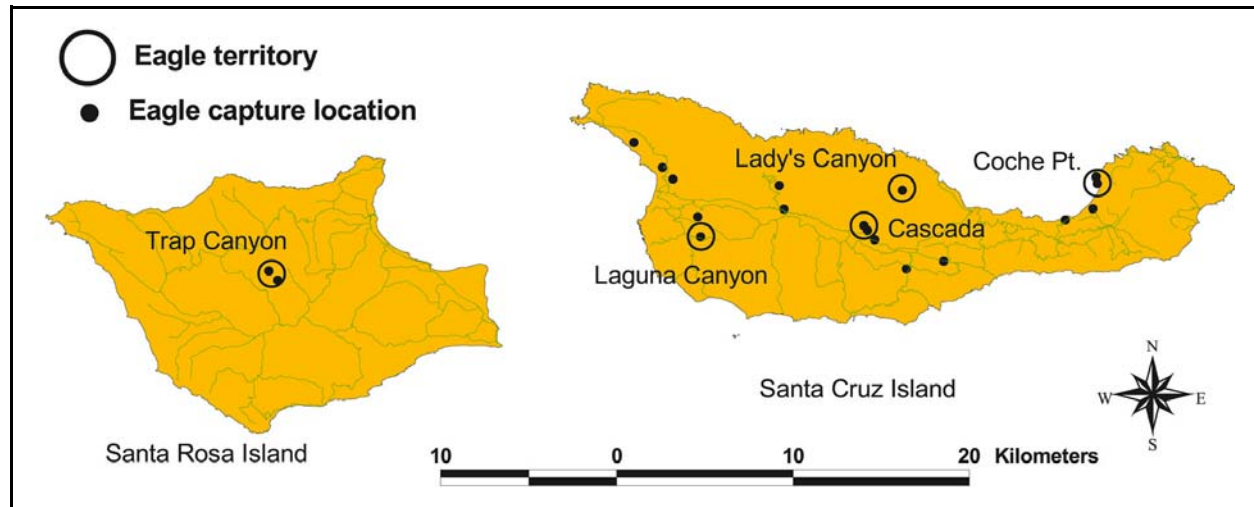 Eagle territory
Eagle capture location
Lady's Canyon
Coche Pt.
Trap Canyon
Cascada
Laguna Canyon
Santa Cruz Island
Santa Rosa Island
N
W E
S
10 0 10 20 Kilometers